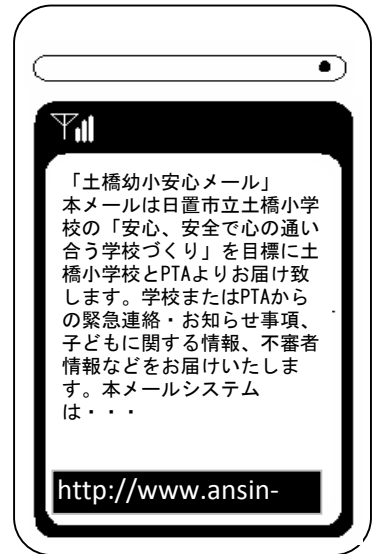 「土橋幼小安心メール」
本メールは日置市立土橋小学
校の「安心、安全で心の通い
合う学校づくり」を目標に土
橋小学校とPTAよりお届け致
します。学校またはPTAから
の緊急連絡・お知らせ事項、
子どもに関する情報、不審者
情報などをお届けいたしま
す。本メールシステム
は・・・
http://www.ansin-